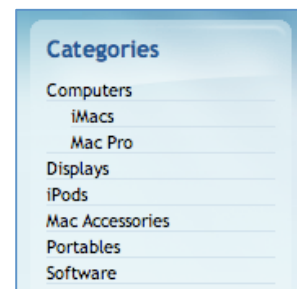 Categories
Computers
iMacs
Mac Pro
Displays
iPods
Mac Accessories
Portables
Software